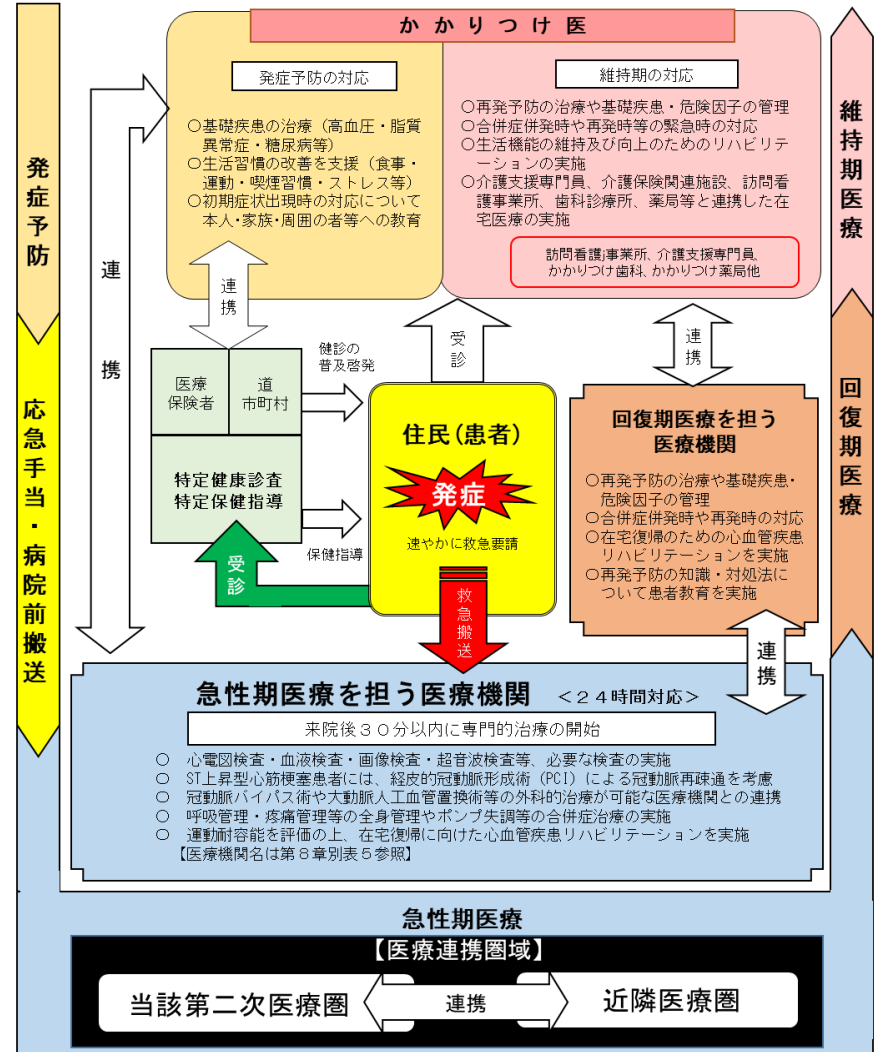 かかりつけ医
発症予防の対応
○基礎疾患の治療（高血圧・脂質
異常症・糖尿病等）
○生活習慣の改善を支援（食事・
運動・喫煙習慣・ストレス等）
○初期症状出現時の対応について
本人・家族・周囲の者等への教育
維持期の対応
○再発予防の治療や基礎疾患・危険因子の管理
○合併症併発時や再発時等の緊急時の対応
○生活機能の維持及び向上のためのリハビリテ
ーションの実施
○介護支援専門員、介護保険関連施設、訪問看
護事業所、歯科診療所、薬局等と連携した在
宅医療の実施
訪問看護j事業所、介護支援専門員、
かかりつけ歯科、かかりつけ薬局他
発症予防
応急手当・病院前搬送
維持期医療
回復期医療
連携
連携
受診
連携
健診の
普及啓発
医療
保険者
道
市町村
特定健康診査
特定保健指導
保健指導
受診
住民（患者）
発症
速やかに救急要請
救急搬送
回復期医療を担う
医療機関
○再発予防の治療や基礎疾患・
危険因子の管理
○合併症併発時や再発時の対応
○在宅復帰のための心血管疾患
リハビリテーションを実施
○再発予防の知識・対処法に
ついて患者教育を実施
連携
急性期医療を担う医療機関 ＜２４時間対応＞
来院後３０分以内に専門的治療の開始
○ 心電図検査・血液検査・画像検査・超音波検査等、必要な検査の実施
○ ST上昇型心筋梗塞患者には、経皮的冠動脈形成術（PCI）による冠動脈再疎通を考慮
○ 冠動脈バイパス術や大動脈人工血管置換術等の外科的治療が可能な医療機関との連携
○ 呼吸管理・疼痛管理等の全身管理やポンプ失調等の合併症治療の実施
○ 運動耐容能を評価の上、在宅復帰に向けた心血管疾患リハビリテーションを実施
【医療機関名は第８章別表５参照】
急性期医療
【医療連携圏域】
当該第二次医療圏
連携
近隣医療圏